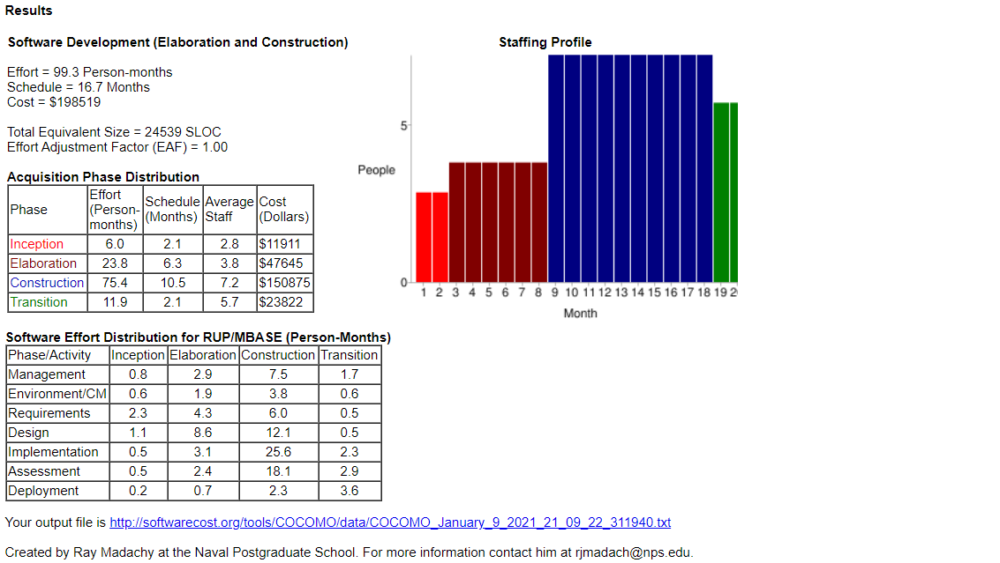 Results
Software Development (Elaboration and Construction)
Staffing Profile
Effort = 99.3 Person-months
Schedule = 16.7 Months
Cost = $198519
Total Equivalent Size = 24539 SLOC
Effort Adjustment Factor (EAF) = 1.00
5
People
0
1 2 3 4 5 6 7 8 9 10 11 12 13 14 15 16 17 18 19
Month
Acquisition Phase Distribution
Phase Effort (Person-months) Schedule (Months) Average Staff Cost (Dollars)
Inception 6.0 2.1 2.8 $11911
Elaboration 23.8 6.3 3.8 $47645
Construction 75.4 10.5 7.2 $150875
Transition 11.9 2.1 5.7 $23822
Software Effort Distribution for RUP/MBASE (Person-Months)
Phase/Activity Inception Elaboration Construction Transition
Management 0.8 2.9 7.5 1.7
Environment/CM 0.6 1.9 3.8 0.6
Requirements 2.3 4.3 6.0 0.5
Design 1.1 8.6 12.1 0.5
Implementation 0.5 3.1 25.6 2.3
Assessment 0.5 2.4 18.1 2.9
Deployment 0.2 0.7 2.3 3.6
Your output file is http://softwarecost.org/tools/COCOMO/data/COCOMO_January_9_2021_21_09_22_311940.txt
Created by Ray Madachy at the Naval Postgraduate School. For more information contact him at rjmadach@nps.edu.